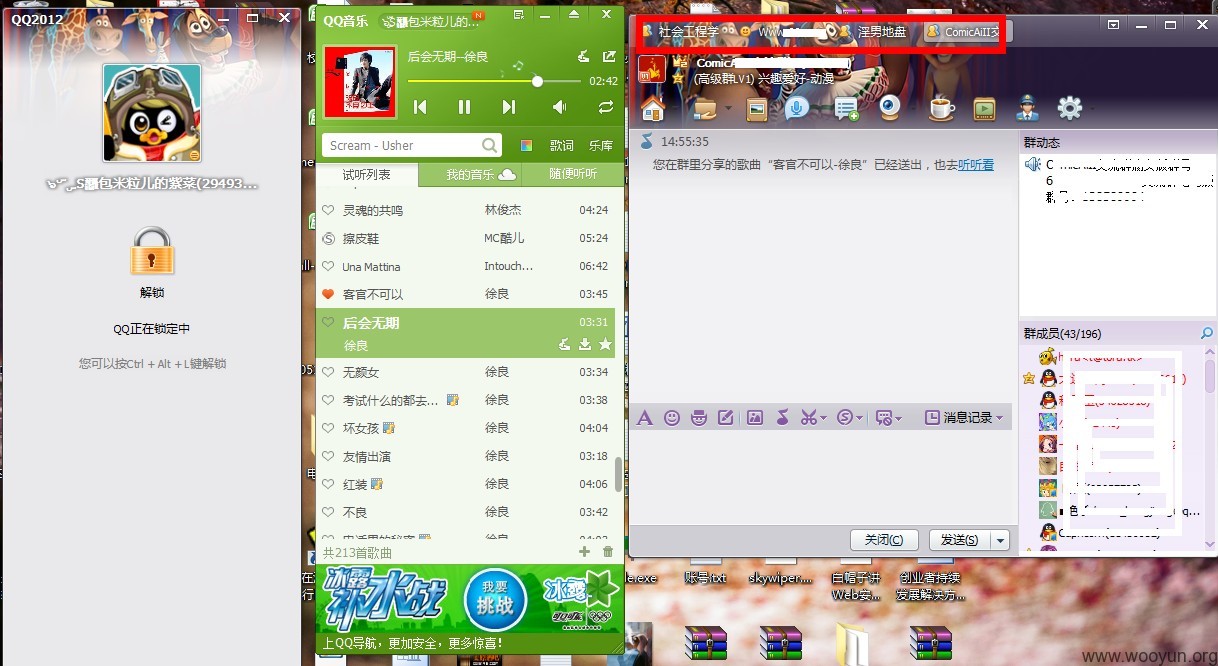 QQ2012
包米粒儿的紫菜(29493...
解锁
QQ正在锁定中
您可以按Ctrl + Alt + L键解锁
QQ音乐
包米粒儿的...
N
后会无期--徐良
02:42
Scream - Usher
歌词
乐库
试听列表
我的音乐
随便听听
灵魂的共鸣 林俊杰 04:24
擦皮鞋 MC酷儿 05:24
Una Mattina Intouch... 06:42
客官不可以 徐良 03:45
后会无期 03:31
徐良
无颜女 徐良 03:34
考试什么的都去... 徐良 03:38
坏女孩 徐良 04:04
友情出演 徐良 03:18
红装 徐良 04:06
不良 徐良 03:42
共213首歌曲
冰露
补水战
我要
挑战
冰露
上QQ导航，更加安全，更多惊喜！
社会工程学
Www.
淫男地盘
ComicAiII交
ComicAi
(高级群LV1) 兴趣爱好-动漫
14:55:35
您在群里分享的歌曲“客官不可以-徐良”已经送出，也去听听看
消息记录
关闭(C)
发送(S)
群动态
群成员(43/196)
le.exe
账号.txt
skywiper....
白帽子讲
Web安...
创业者持续
发展解决方...
www.wooyun.org